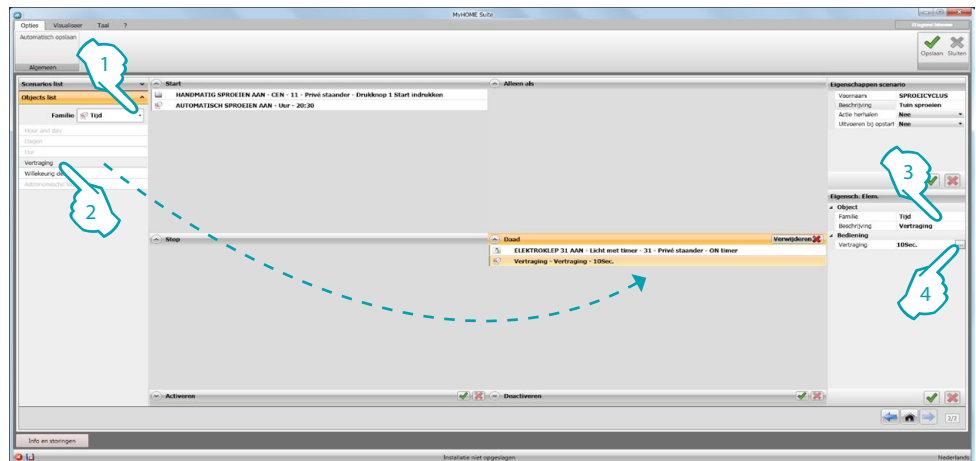 MyHOME Suite
Opties Visualiseer Taal ?
Automatisch opslaan
Algemeen
Opslaan Sluiten
1
Scenarios list
Objects list
Familie Tijd
Hour and day
Dagen
Uur
Vertraging
Willekeurig
2
Start
HANDMATIG SPROEIEN AAN - CEN - 11 - Privé staander - Drukknop 1 Start indrukken
AUTOMATISCH SPROEIEN AAN - Uur - 20:30
Alleen als
Stop
Daad Verwijderen
ELEKTROKLEP 31 AAN - Licht met timer - 31 - Privé staander - ON timer
Vertraging - Vertraging - 10Sec.
Activeren
Deactiveren
Eigenschappen scenario
Voornaam SPROEICYCLUS
Beschrijving Tuin sproeien
Actie herhalen Nee
Uitvoeren bij opstart Nee
3
Eigensch. Elem.
Object
Familie Tijd
Beschrijving Vertraging
Bediening
Vertraging 10Sec. ...
4
2/2
Info en storingen
Installatie niet opgeslagen
Nederlands